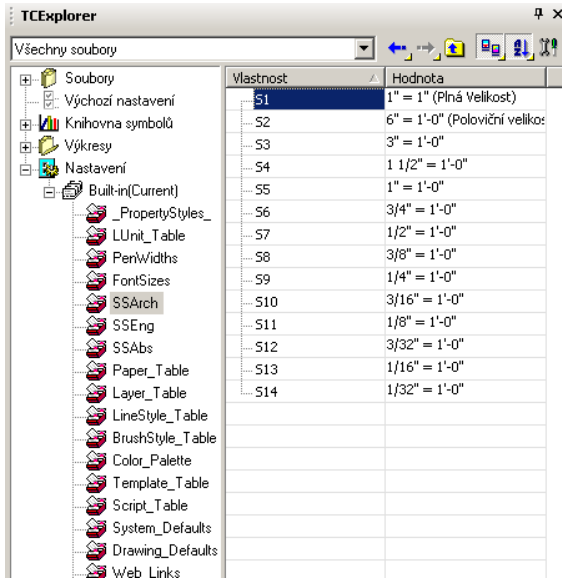 TCExplorer
Všechny soubory
Soubory
Výchozí nastavení
Knihovna symbolů
Výkresy
Nastavení
Built-in(Current)
_PropertyStyles_
LUnit_Table
PenWidths
FontSizes
SSArch
SSEng
SSAbs
Paper_Table
Layer_Table
LineStyle_Table
BrushStyle_Table
Color_Palette
Template_Table
Script_Table
System_Defaults
Drawing_Defaults
Web_Links
Vlastnost Hodnota
S1 1" = 1" (Plná Velikost)
S2 6" = 1'-0" (Poloviční velikos
S3 3" = 1'-0"
S4 1 1/2" = 1'-0"
S5 1" = 1'-0"
S6 3/4" = 1'-0"
S7 1/2" = 1'-0"
S8 3/8" = 1'-0"
S9 1/4" = 1'-0"
S10 3/16" = 1'-0"
S11 1/8" = 1'-0"
S12 3/32" = 1'-0"
S13 1/16" = 1'-0"
S14 1/32" = 1'-0"